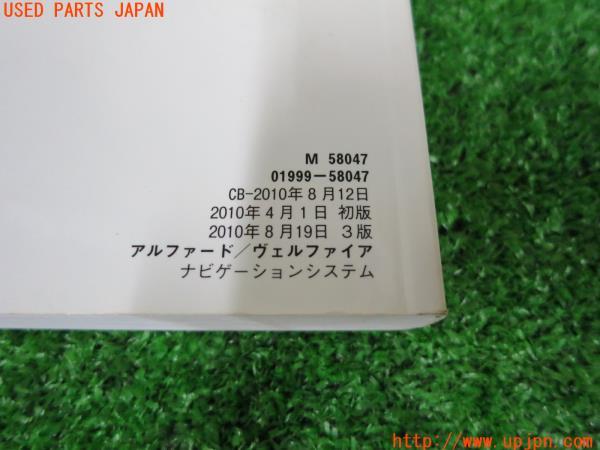 USED PARTS JAPAN
M 58047
01999-58047
CB-2010年8月12日
2010年4月1日 初版
2010年8月19日 3版
アルファード/ヴェルファイア
ナビゲーションシステム
http://www.upjpn.com/